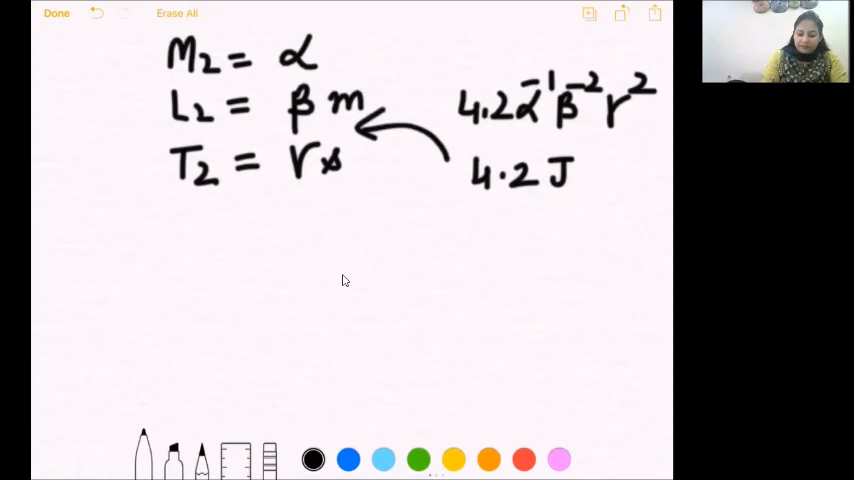 Done Erase All
M₂ = α
L₂ = β m
T₂ = γ s
4.2 α⁻¹ β⁻² γ²
4.2 J